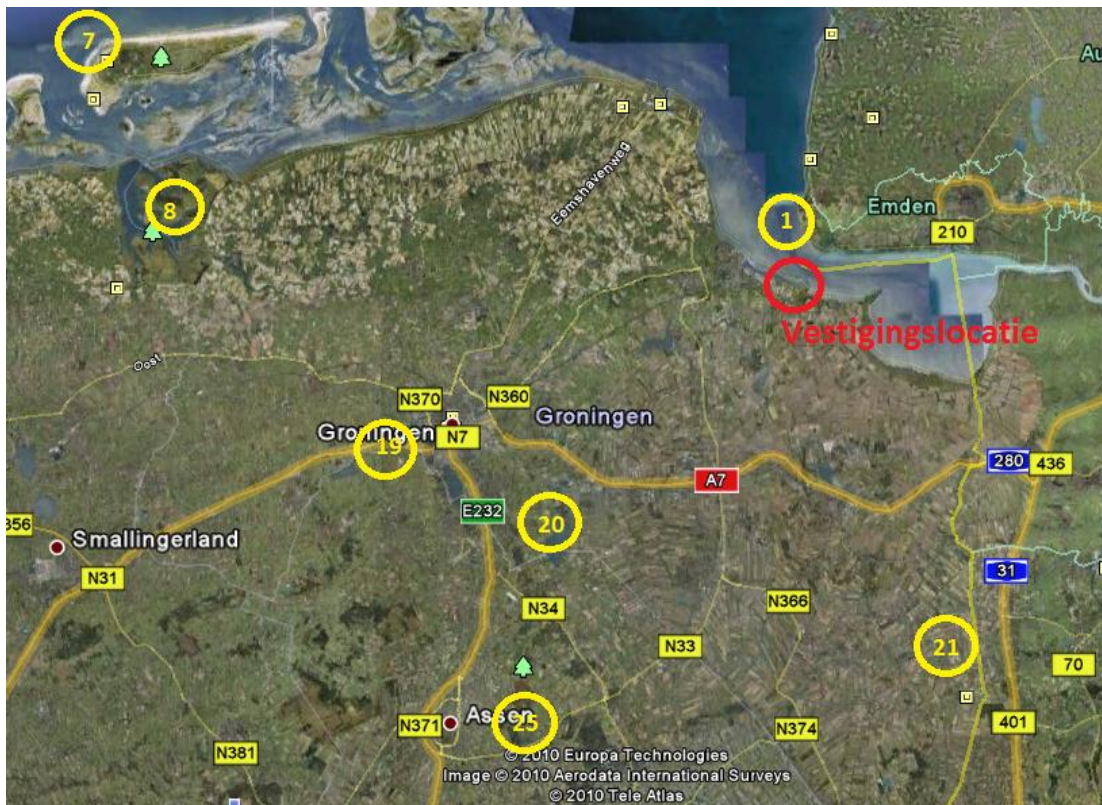 7
Au
Eemshavenweg
8
1
Emden
210
Vestigingslocatie
Oost
N370
N360
Groningen
Groningen
N7
19
A7
280
436
E232
20
356
Smallingerland
N31
31
N34
N366
N33
21
70
N371
Assen
25
N374
401
N381
© 2010 Europa Technologies
Image © 2010 Aerodata International Surveys
© 2010 Tele Atlas